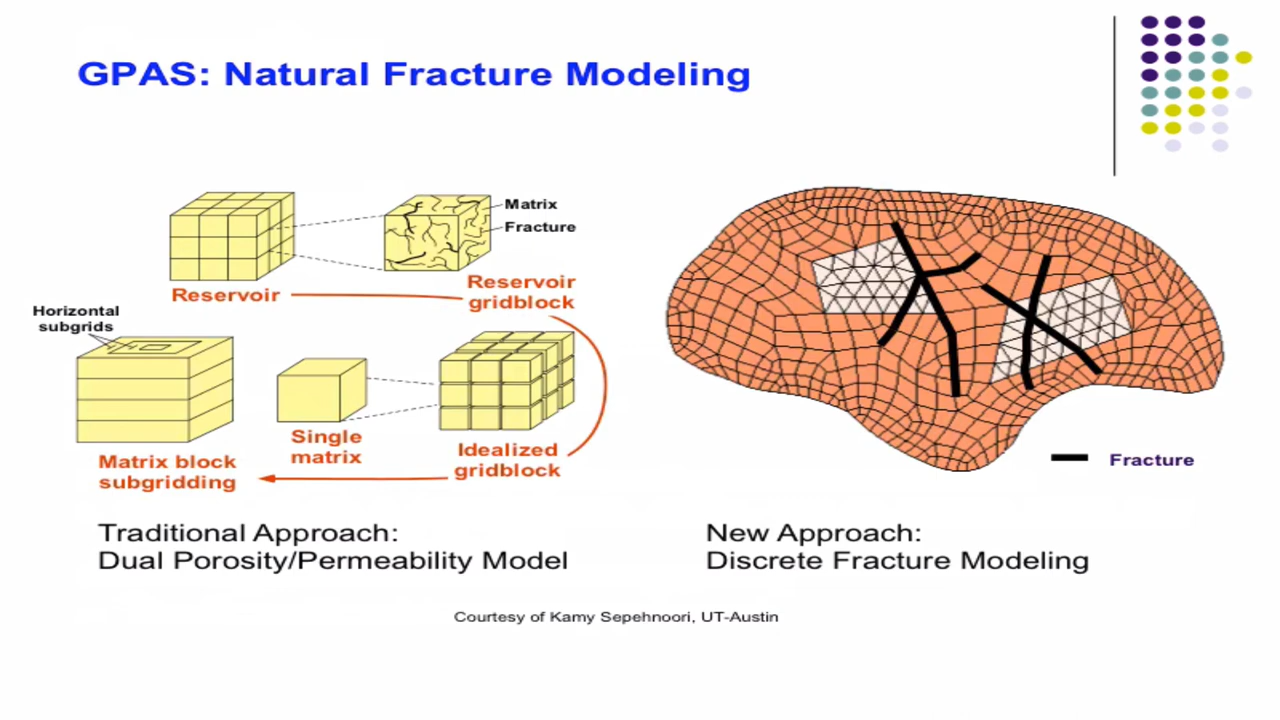 GPAS: Natural Fracture Modeling
Matrix
Fracture
Reservoir
Reservoir
gridblock
Horizontal
subgrids
Single
matrix
Idealized
gridblock
Matrix block
subgridding
Fracture
Traditional Approach:
Dual Porosity/Permeability Model
New Approach:
Discrete Fracture Modeling
Courtesy of Kamy Sepehnoori, UT-Austin